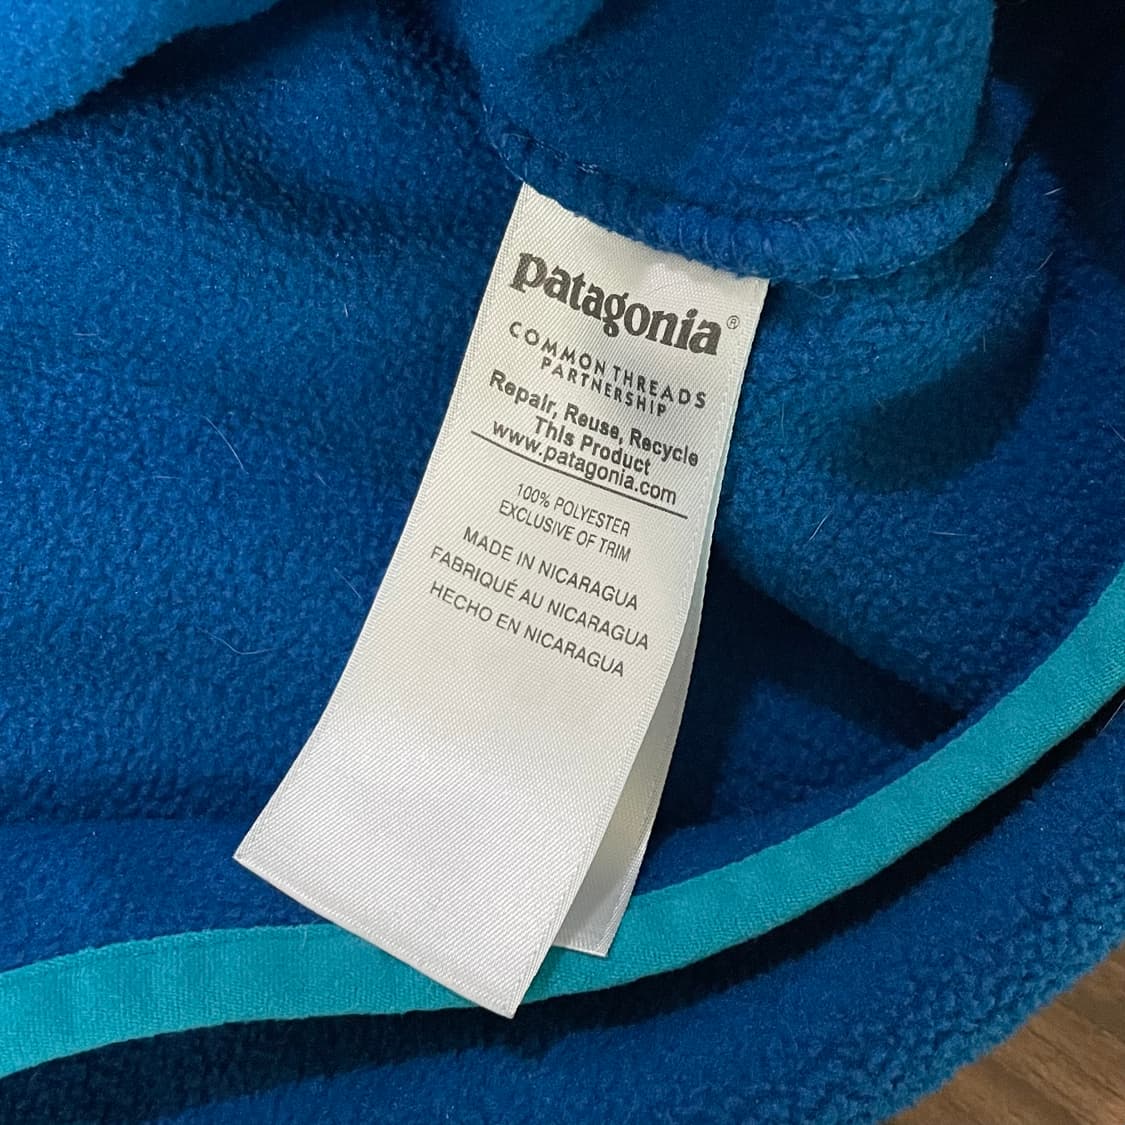 patagonia®
COMMON THREADS
PARTNERSHIP
Repair, Reuse, Recycle
This Product
www.patagonia.com
100% POLYESTER
EXCLUSIVE OF TRIM
MADE IN NICARAGUA
FABRIQUÉ AU NICARAGUA
HECHO EN NICARAGUA